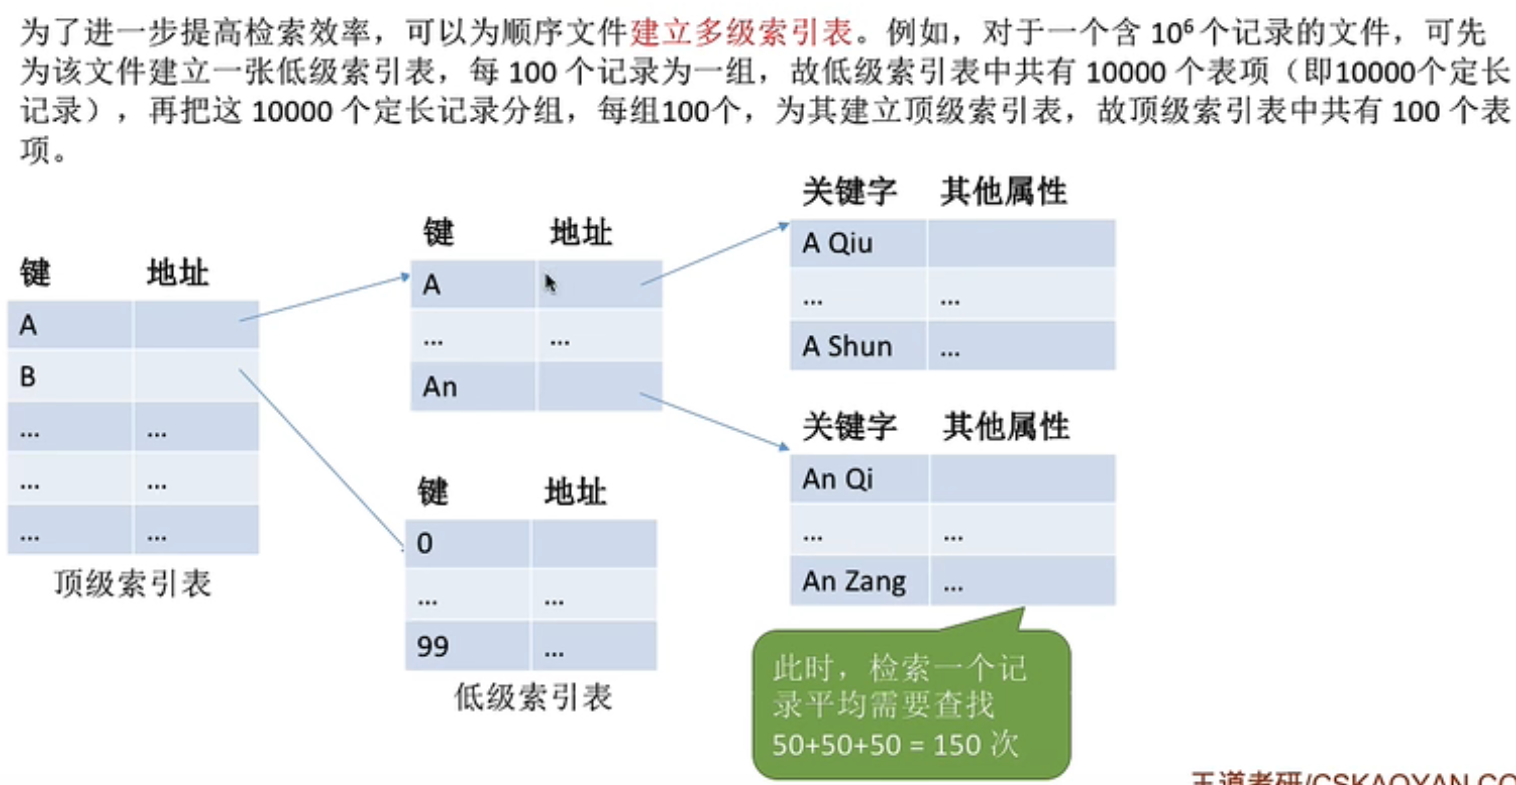 为了进一步提高检索效率，可以为顺序文件建立多级索引表。例如，对于一个含 10⁶ 个记录的文件，可先
为该文件建立一张低级索引表，每 100 个记录为一组，故低级索引表中共有 10000 个表项（即10000个定长
记录），再把这 10000 个定长记录分组，每组100个，为其建立顶级索引表，故顶级索引表中共有 100 个表
项。
键 地址
A
B
... ...
... ...
... ...
顶级索引表
键 地址
A
... ...
An
键 地址
0
... ...
99 ...
低级索引表
关键字 其他属性
A Qiu
... ...
A Shun ...
关键字 其他属性
An Qi
... ...
An Zang ...
此时，检索一个记
录平均需要查找
50+50+50 = 150 次
王道考研/CSKAOYAN.CO